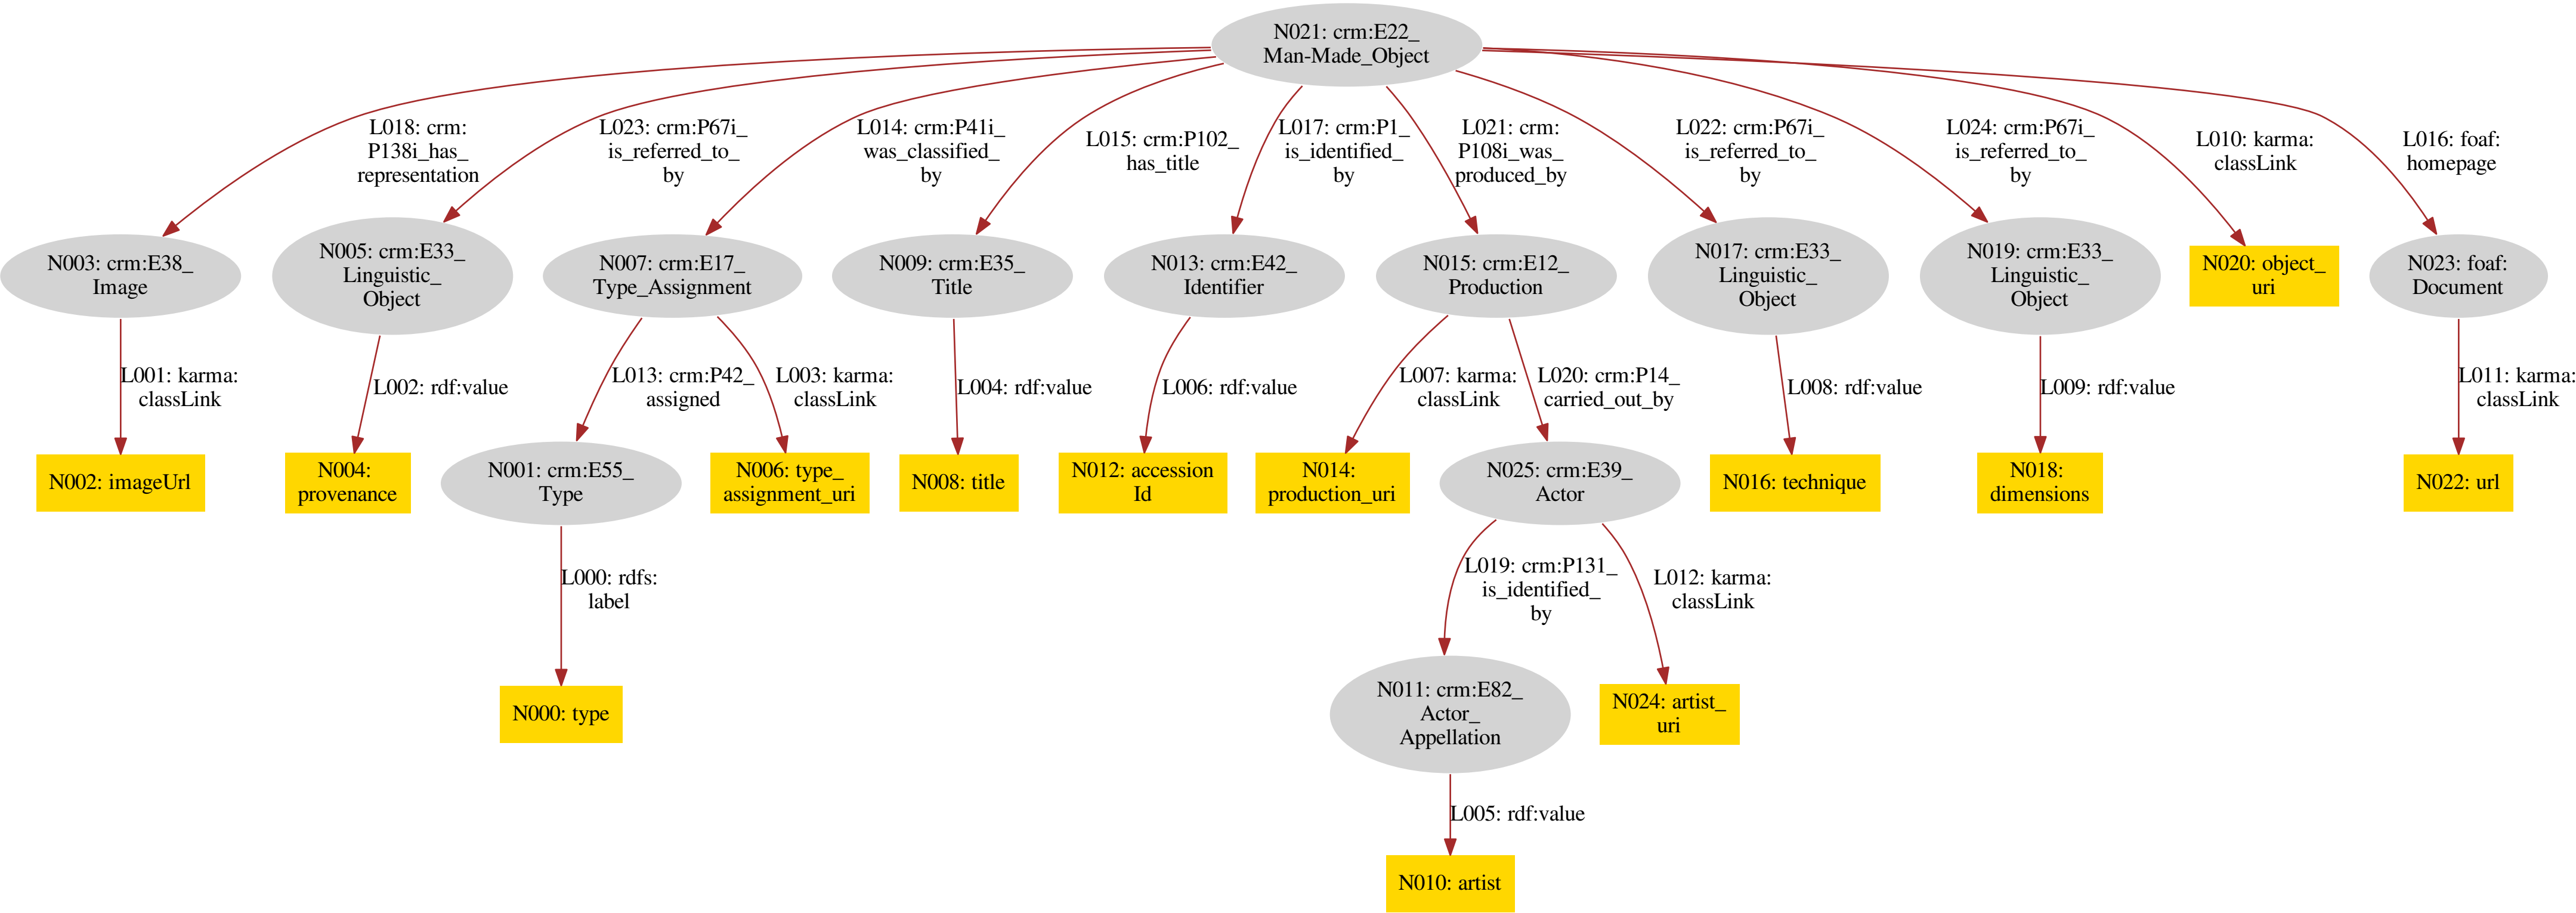 N021: crm:E22_
Man-Made_Object
L018: crm:
P138i_has_
representation
L023: crm:P67i_
is_referred_to_
by
L014: crm:P41i_
was_classified_
by
L015: crm:P102_
has_title
L017: crm:P1_
is_identified_
by
L021: crm:
P108i_was_
produced_by
L022: crm:P67i_
is_referred_to_
by
L024: crm:P67i_
is_referred_to_
by
L010: karma:
classLink
L016: foaf:
homepage
N003: crm:E38_
Image
N005: crm:E33_
Linguistic_
Object
N007: crm:E17_
Type_Assignment
N009: crm:E35_
Title
N013: crm:E42_
Identifier
N015: crm:E12_
Production
N017: crm:E33_
Linguistic_
Object
N019: crm:E33_
Linguistic_
Object
N020: object_
uri
N023: foaf:
Document
L001: karma:
classLink
L002: rdf:value
L013: crm:P42_
assigned
L003: karma:
classLink
L004: rdf:value
L006: rdf:value
L007: karma:
classLink
L020: crm:P14_
carried_out_by
L008: rdf:value
L009: rdf:value
L011: karma:
classLink
N002: imageUrl
N004:
provenance
N001: crm:E55_
Type
N006: type_
assignment_uri
N008: title
N012: accession
Id
N014:
production_uri
N025: crm:E39_
Actor
N016: technique
N018:
dimensions
N022: url
L000: rdfs:
label
L019: crm:P131_
is_identified_
by
L012: karma:
classLink
N000: type
N011: crm:E82_
Actor_
Appellation
N024: artist_
uri
L005: rdf:value
N010: artist